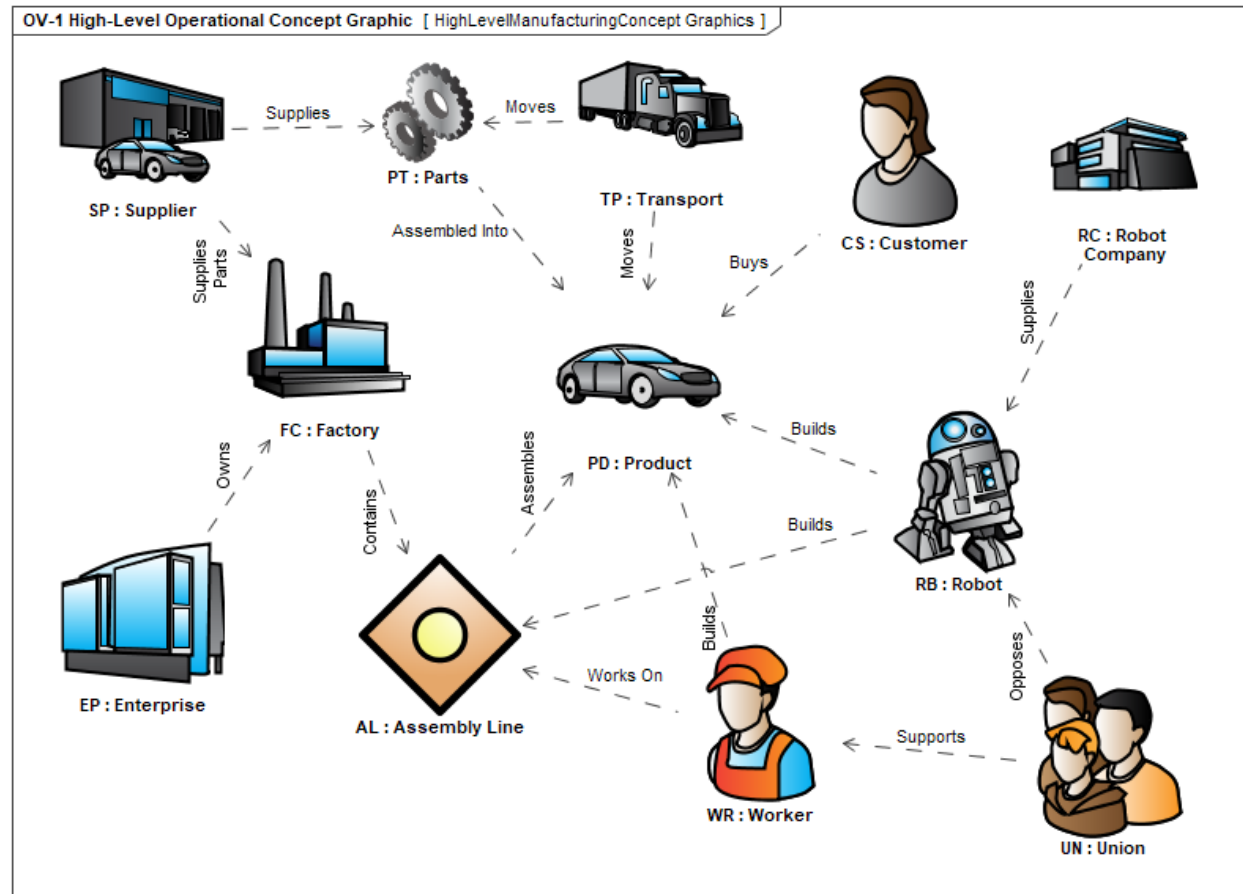 OV-1 High-Level Operational Concept Graphic [ HighLevelManufacturingConcept Graphics ]
Supplies
Moves
PT : Parts
SP : Supplier
TP : Transport
CS : Customer
RC : Robot
Company
Assembled Into
Supplies
Parts
Moves
Buys
Supplies
FC : Factory
PD : Product
Builds
Owns
Contains
Assembles
Builds
RB : Robot
Builds
Opposes
EP : Enterprise
AL : Assembly Line
Works On
Supports
WR : Worker
UN : Union